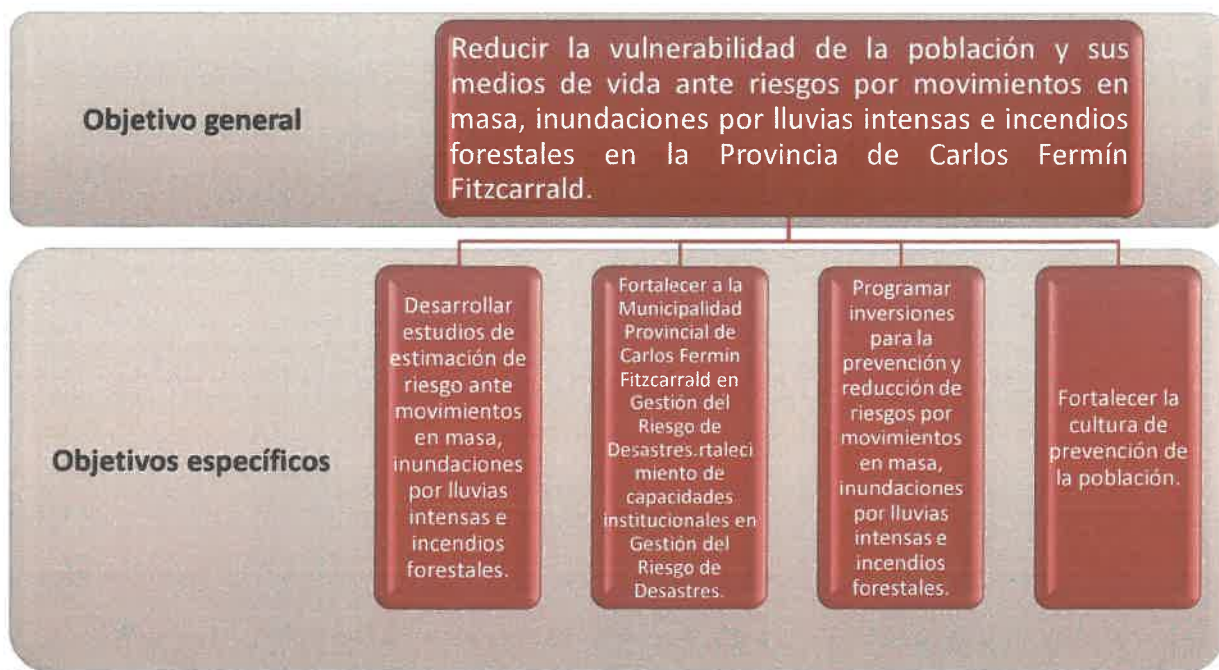 Objetivo general
Reducir la vulnerabilidad de la población y sus
medios de vida ante riesgos por movimientos en
masa, inundaciones por lluvias intensas e incendios
forestales en la Provincia de Carlos Fermín
Fitzcarrald.
Objetivos específicos
Desarrollar
estudios de
estimación de
riesgo ante
movimientos
en masa,
inundaciones
por lluvias
intensas e
incendios
forestales.
Fortalecer a la
Municipalidad
Provincial de
Carlos Fermín
Fitzcarrald en
Gestión del
Riesgo de
Desastres.rtaleci
miento de
capacidades
institucionales en
Gestión del
Riesgo de
Desastres.
Programar
inversiones
para la
prevención y
reducción de
riesgos por
movimientos
en masa,
inundaciones
por lluvias
intensas e
incendios
forestales.
Fortalecer la
cultura de
prevención de
la población.